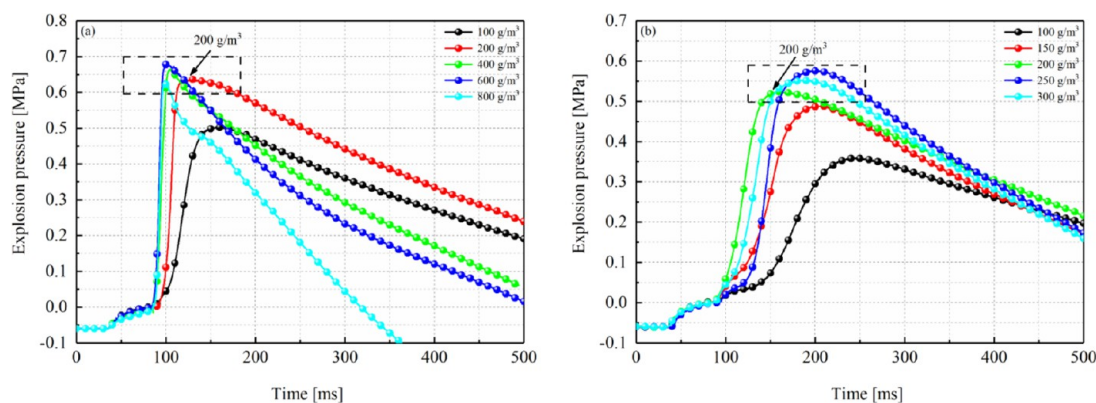 (a)
200 g/m³
100 g/m³
200 g/m³
400 g/m³
600 g/m³
800 g/m³
Explosion pressure [MPa]
0.8
0.7
0.6
0.5
0.4
0.3
0.2
0.1
0.0
-0.1
0 100 200 300 400 500
Time [ms]
(b)
200 g/m³
100 g/m³
150 g/m³
200 g/m³
250 g/m³
300 g/m³
Explosion pressure [MPa]
0.7
0.6
0.5
0.4
0.3
0.2
0.1
0.0
-0.1
0 100 200 300 400 500
Time [ms]